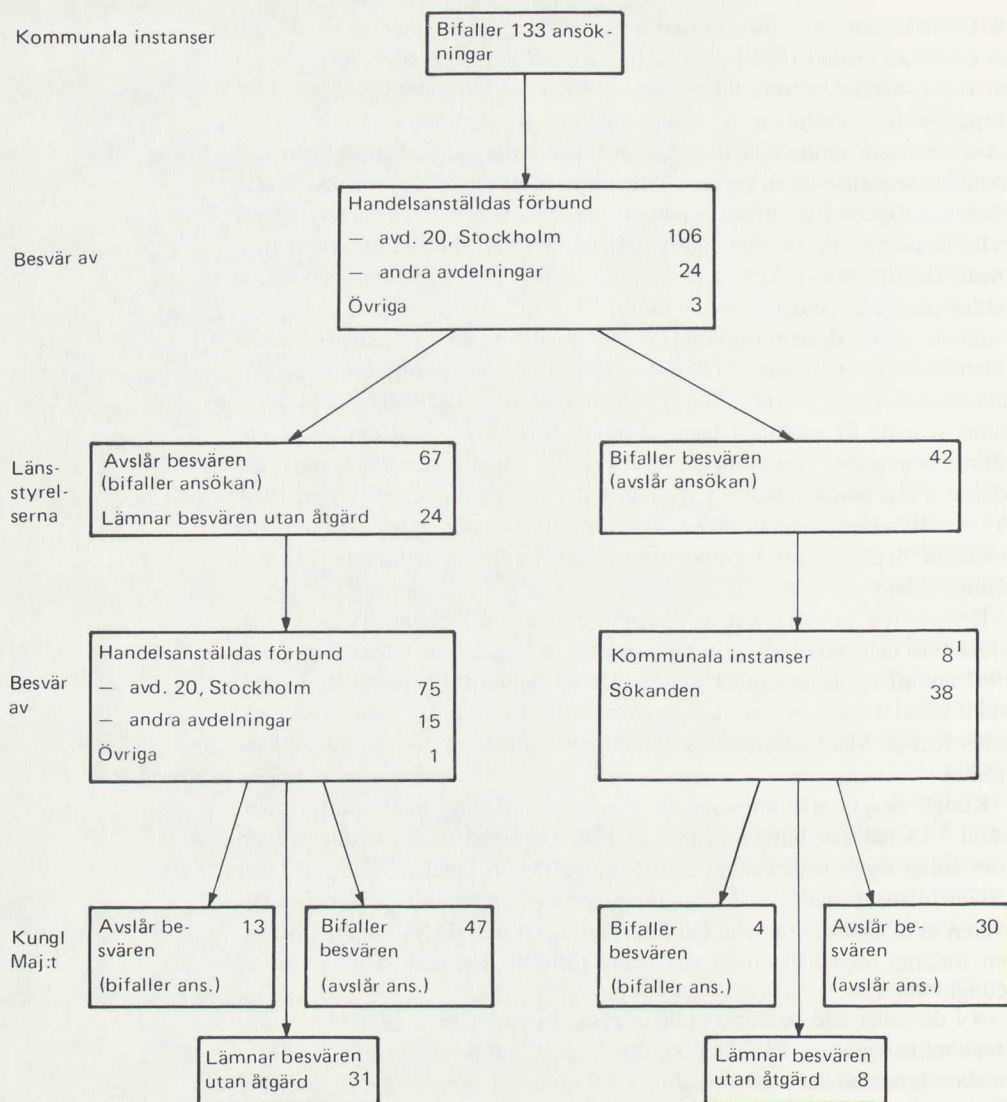 Kommunala instanser
Bifaller 133 ansök-
ningar
Besvär av
Handelsanställdas förbund
– avd. 20, Stockholm 106
– andra avdelningar 24
Övriga 3
Läns-
styrel-
serna
Avslår besvären 67
(bifaller ansökan)
Lämnar besvären utan åtgärd 24
Bifaller besvären 42
(avslår ansökan)
Besvär
av
Handelsanställdas förbund
– avd. 20, Stockholm 75
– andra avdelningar 15
Övriga 1
Kommunala instanser 8¹
Sökanden 38
Kungl
Maj:t
Avslår be- 13
svären
(bifaller ans.)
Bifaller 47
besvären
(avslår ans.)
Bifaller 4
besvären
(bifaller ans.)
Avslår be- 30
svären
(avslår ans.)
Lämnar besvären
utan åtgärd 31
Lämnar besvären
utan åtgärd 8